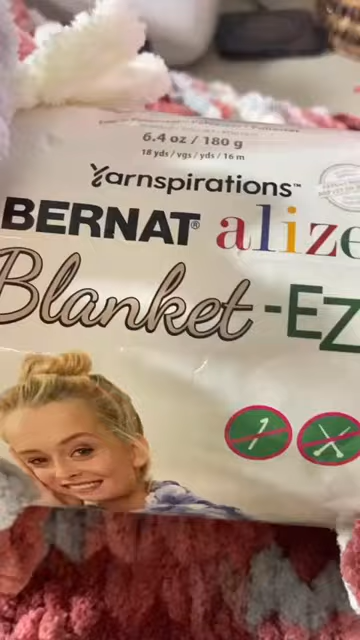 6.4 oz / 180 g
18 yds / vgs / yds / 16 m
Yarnspirations™
BERNAT® alize
Blanket-EZ